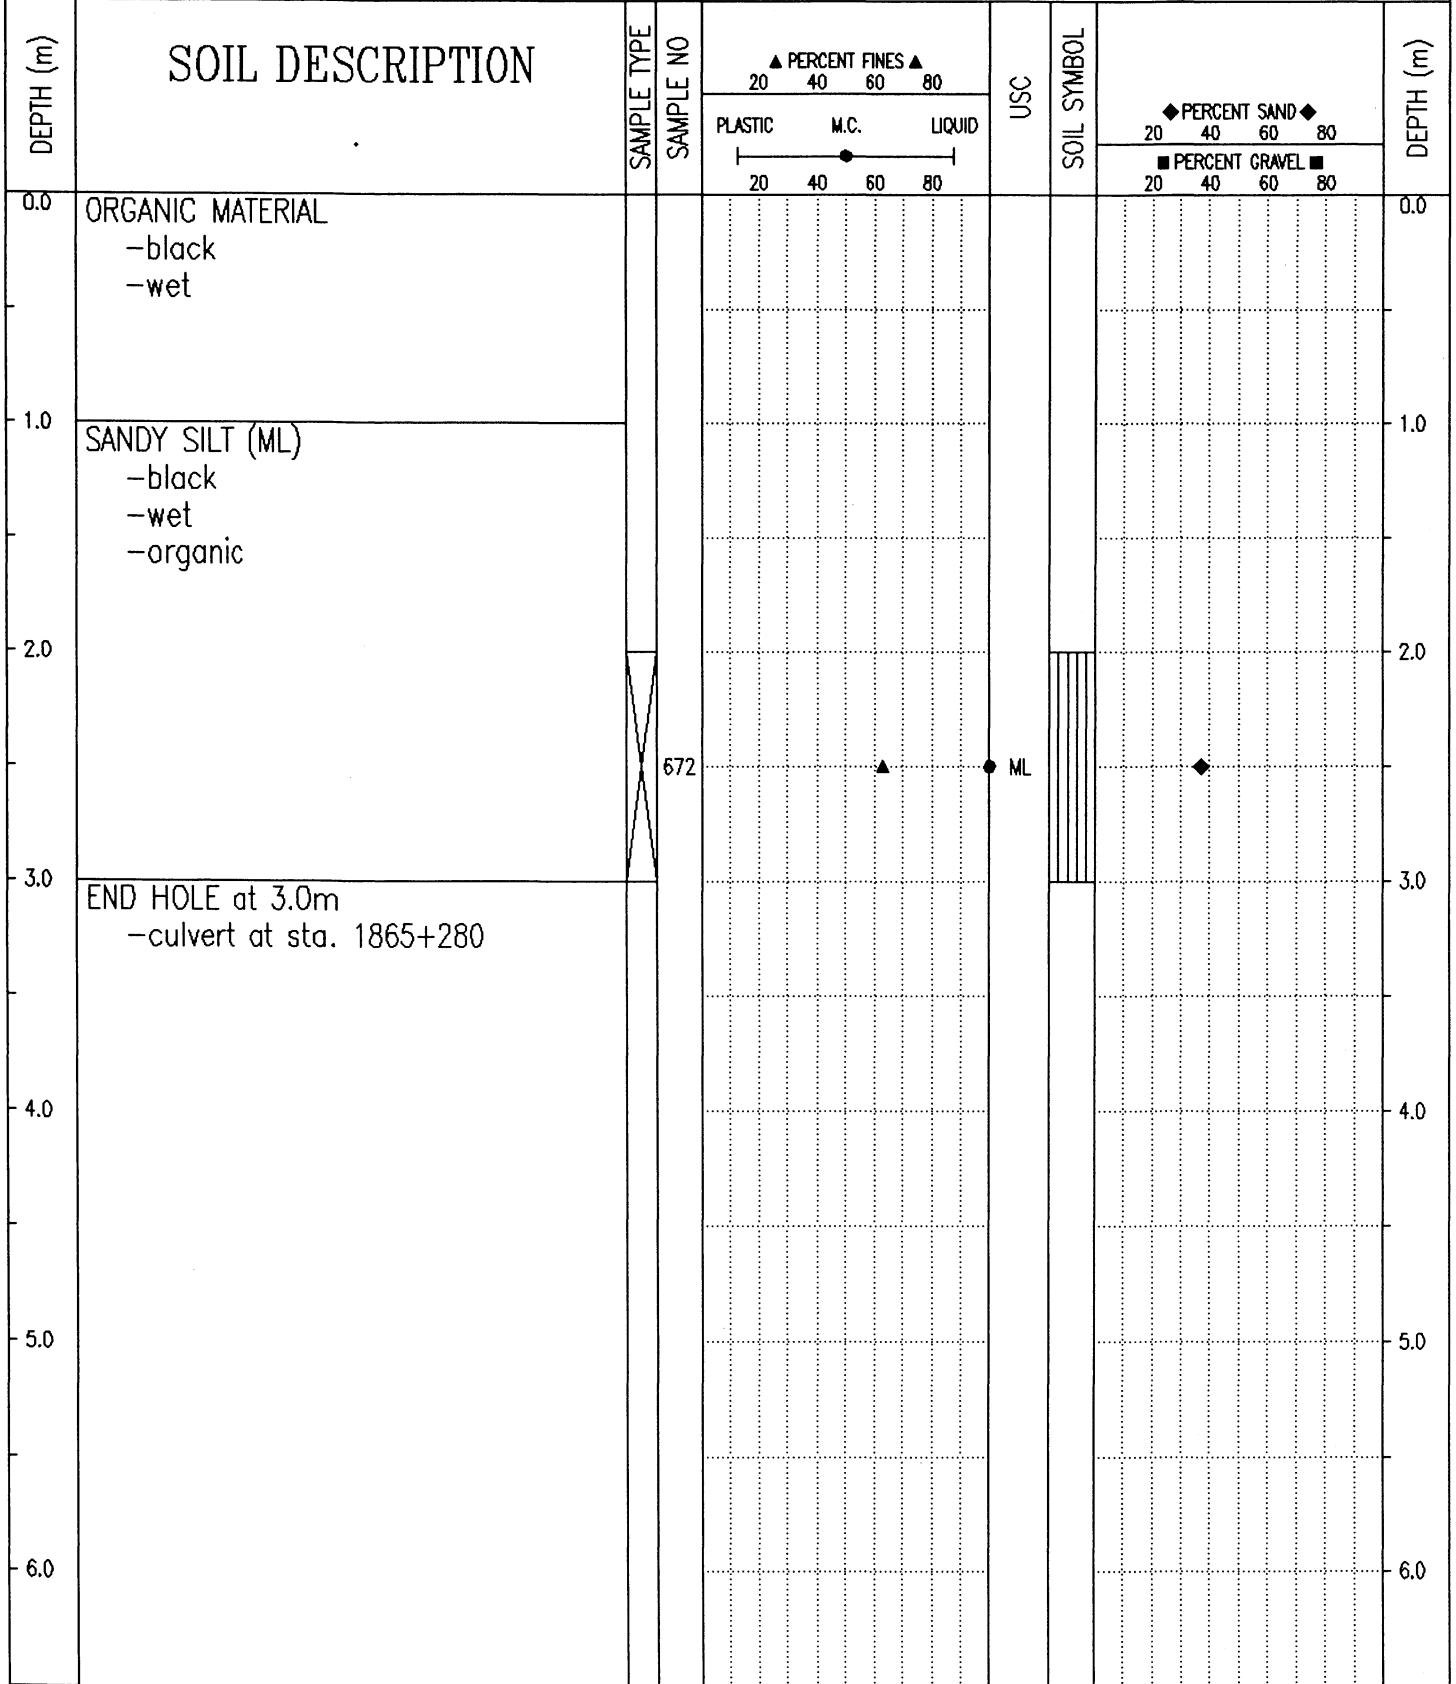 DEPTH (m)
SOIL DESCRIPTION
SAMPLE TYPE
SAMPLE NO
▲ PERCENT FINES ▲
20 40 60 80
PLASTIC M.C. LIQUID
20 40 60 80
USC
SOIL SYMBOL
◆ PERCENT SAND ◆
20 40 60 80
■ PERCENT GRAVEL ■
20 40 60 80
DEPTH (m)
0.0 ORGANIC MATERIAL 0.0
-black
-wet
1.0 1.0
SANDY SILT (ML)
-black
-wet
-organic
2.0 2.0
672 ML
3.0 3.0
END HOLE at 3.0m
-culvert at sta. 1865+280
4.0 4.0
5.0 5.0
6.0 6.0